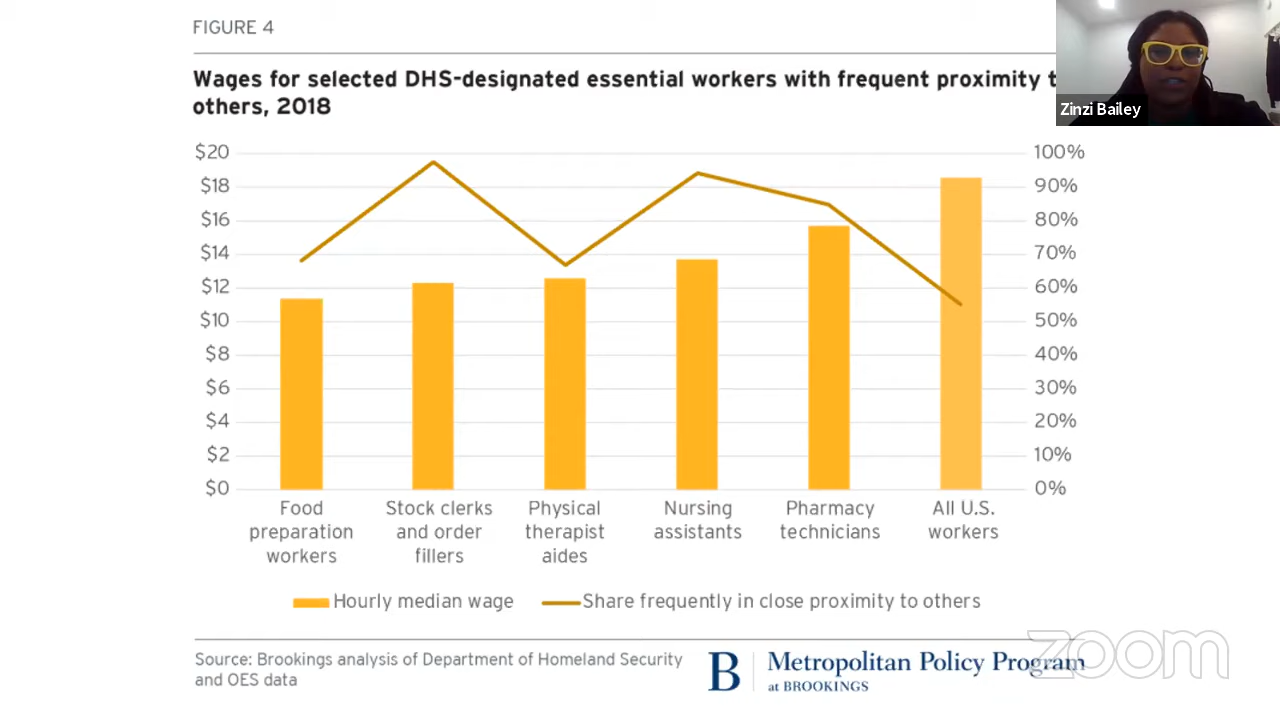 FIGURE 4
Wages for selected DHS-designated essential workers with frequent proximity t
others, 2018
Zinzi Bailey
$20
$18
$16
$14
$12
$10
$8
$6
$4
$2
$0
100%
90%
80%
70%
60%
50%
40%
30%
20%
10%
0%
Food
preparation
workers
Stock clerks
and order
fillers
Physical
therapist
aides
Nursing
assistants
Pharmacy
technicians
All U.S.
workers
Hourly median wage
Share frequently in close proximity to others
Source: Brookings analysis of Department of Homeland Security
and OES data
B
Metropolitan Policy Program
at BROOKINGS
zoom